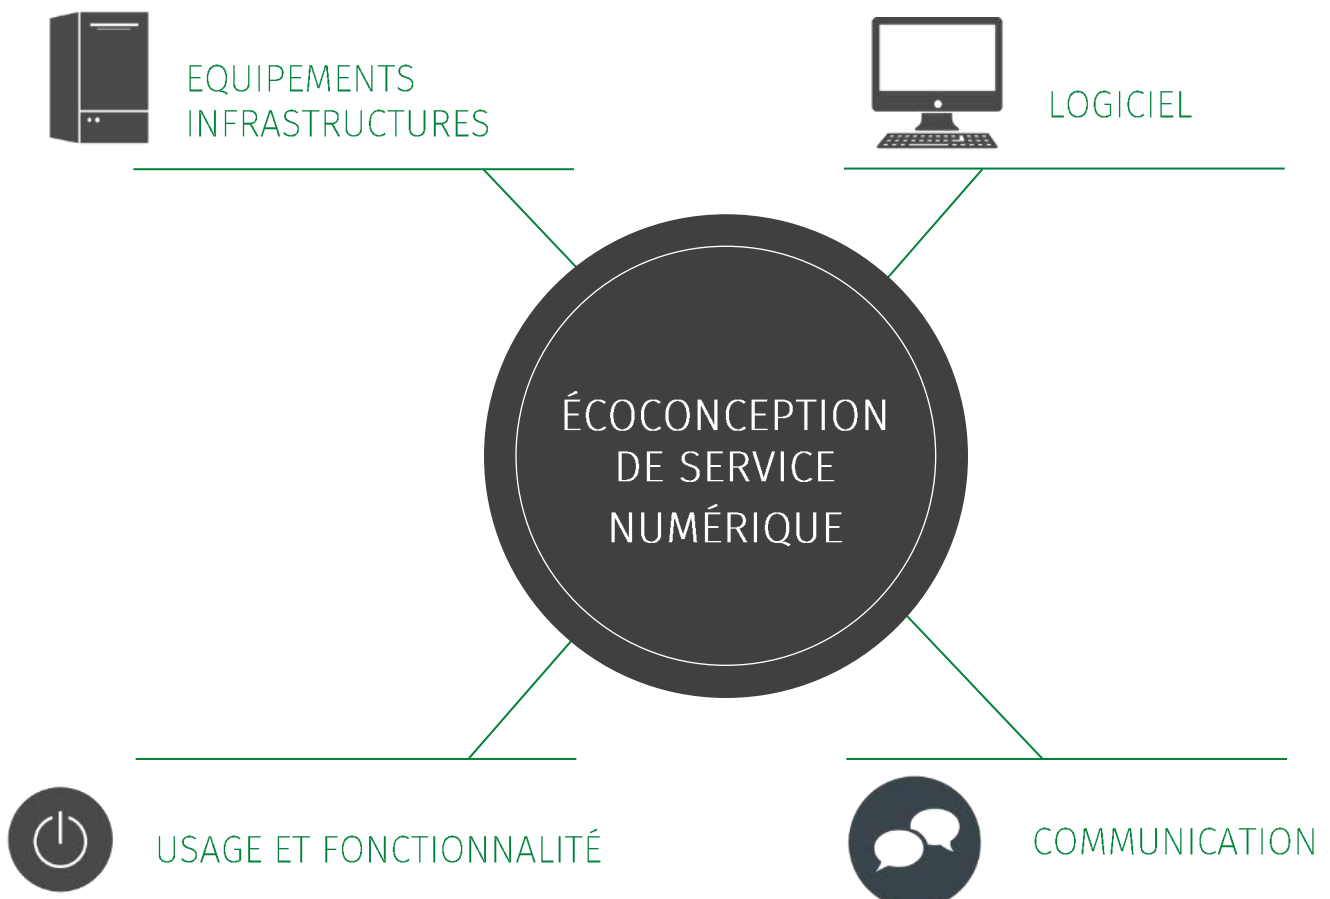 EQUIPEMENTS
INFRASTRUCTURES
LOGICIEL
ÉCOCONCEPTION
DE SERVICE
NUMÉRIQUE
USAGE ET FONCTIONNALITÉ
COMMUNICATION